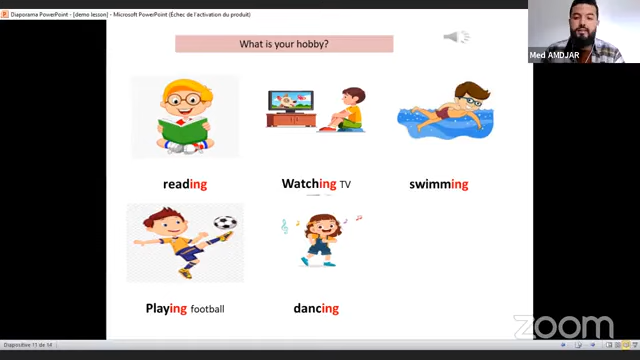 Diaporama PowerPoint - [demo lesson] - Microsoft PowerPoint (Échec de l'activation du produit)
What is your hobby?
Med AMDJAR
reading
Watching TV
swimming
Playing football
dancing
zoom
Diapositive 11 de 14